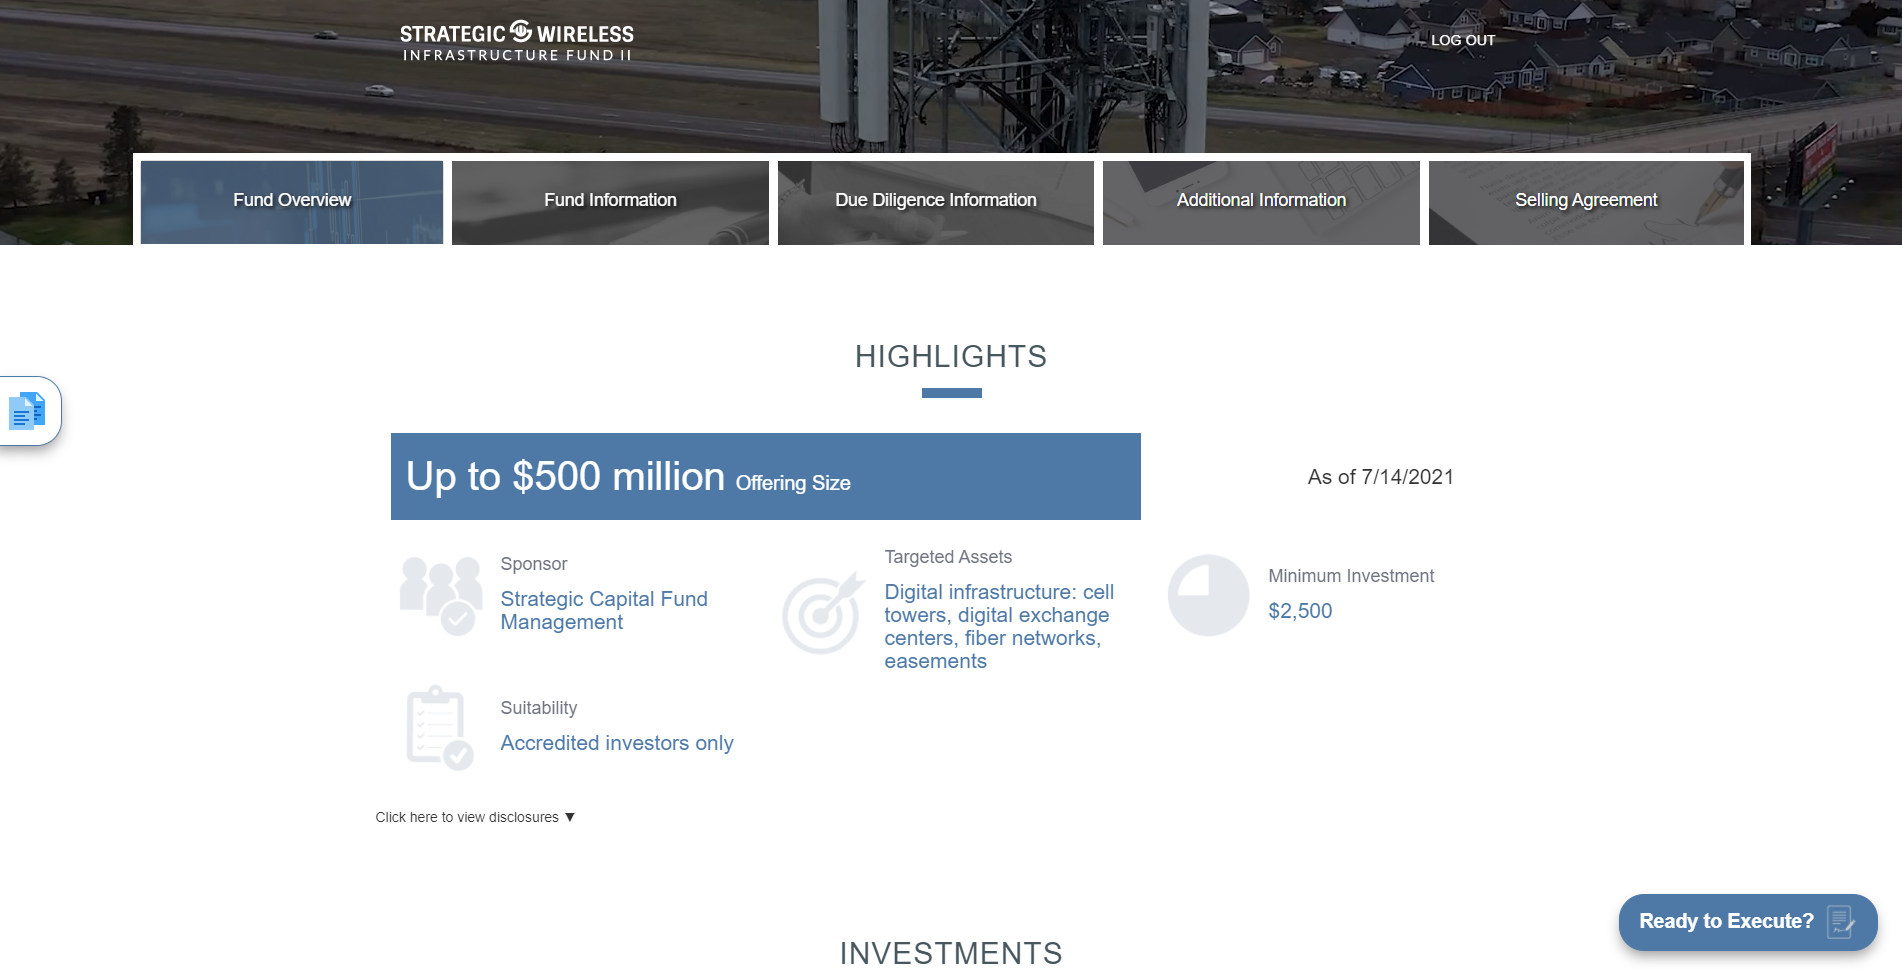 STRATEGIC WIRELESS
INFRASTRUCTURE FUND II
LOG OUT
Fund Overview
Fund Information
Due Diligence Information
Additional Information
Selling Agreement
HIGHLIGHTS
Up to $500 million Offering Size
As of 7/14/2021
Sponsor
Strategic Capital Fund
Management
Targeted Assets
Digital infrastructure: cell
towers, digital exchange
centers, fiber networks,
easements
Minimum Investment
$2,500
Suitability
Accredited investors only
Click here to view disclosures ▼
Ready to Execute?
INVESTMENTS